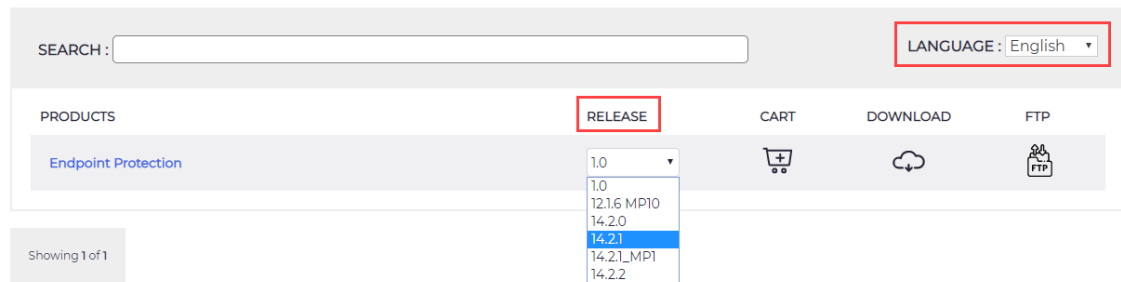 SEARCH : LANGUAGE : English
PRODUCTS RELEASE CART DOWNLOAD FTP
Endpoint Protection 1.0 FTP
1.0
12.1.6 MP10
14.2.0
14.2.1
14.2.1_MP1
14.2.2
Showing 1 of 1